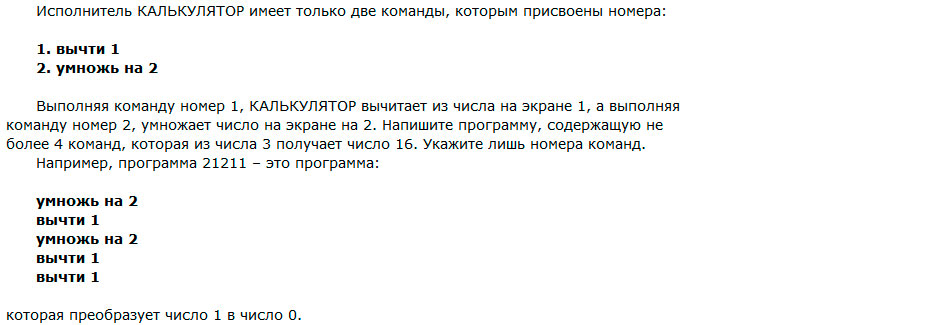 Исполнитель КАЛЬКУЛЯТОР имеет только две команды, которым присвоены номера:
1. вычти 1
2. умножь на 2
Выполняя команду номер 1, КАЛЬКУЛЯТОР вычитает из числа на экране 1, а выполняя
команду номер 2, умножает число на экране на 2. Напишите программу, содержащую не
более 4 команд, которая из числа 3 получает число 16. Укажите лишь номера команд.
Например, программа 21211 – это программа:
умножь на 2
вычти 1
умножь на 2
вычти 1
вычти 1
которая преобразует число 1 в число 0.